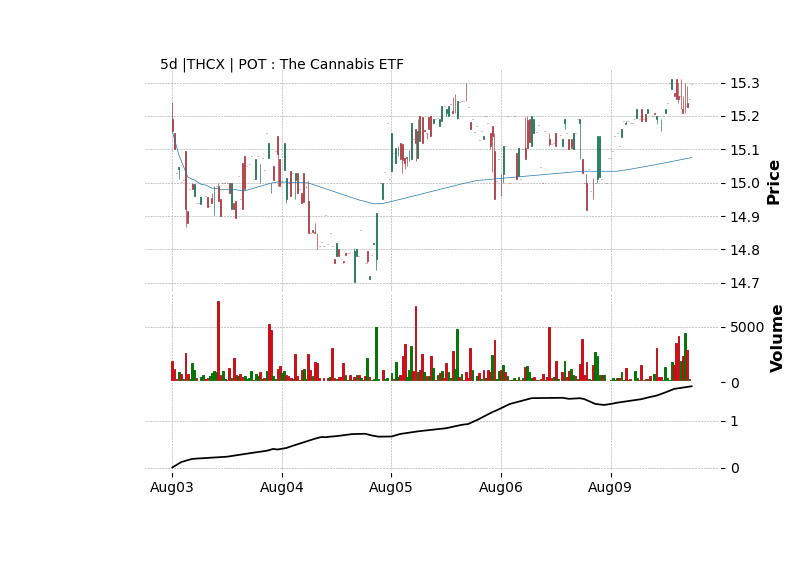 5d |THCX | POT : The Cannabis ETF
15.3
15.2
15.1
15.0
14.9
14.8
14.7
Price
5000
0
Volume
1
0
Aug03 Aug04 Aug05 Aug06 Aug09